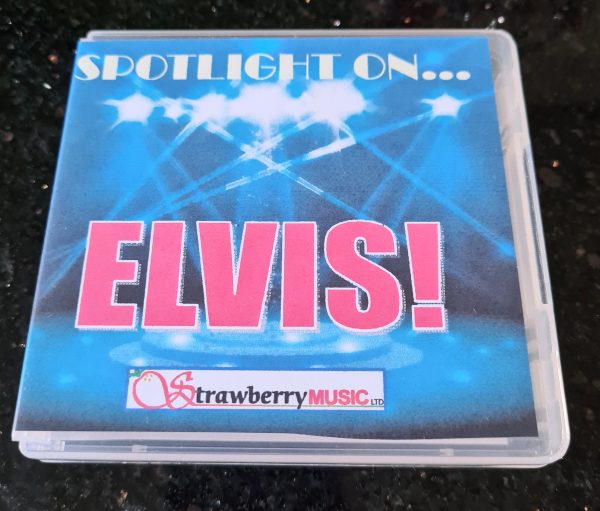 SPOTLIGHT ON...
ELVIS!
StrawberryMUSIC LTD